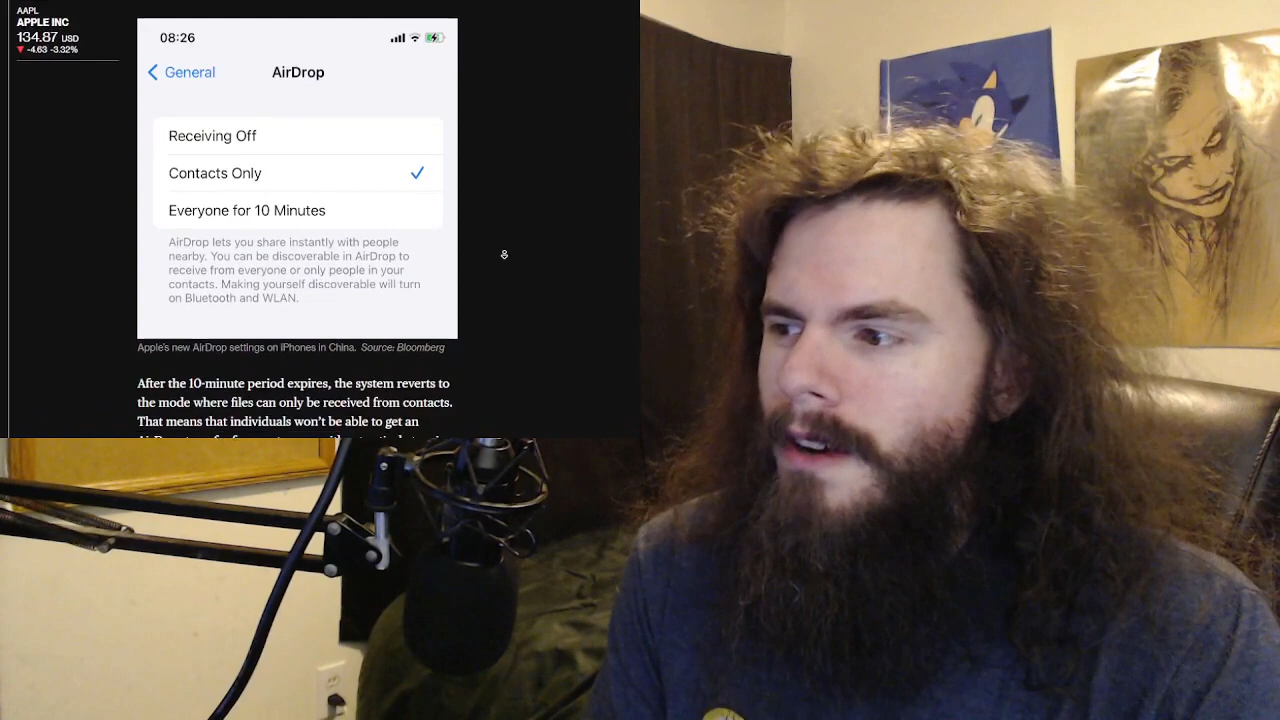 AAPL
APPLE INC
134.87 USD
-4.63 -3.32%
08:26
General
AirDrop
Receiving Off
Contacts Only
Everyone for 10 Minutes
AirDrop lets you share instantly with people
nearby. You can be discoverable in AirDrop to
receive from everyone or only people in your
contacts. Making yourself discoverable will turn
on Bluetooth and WLAN.
Apple's new AirDrop settings on iPhones in China. Source: Bloomberg
After the 10-minute period expires, the system reverts to
the mode where files can only be received from contacts.
That means that individuals won't be able to get an